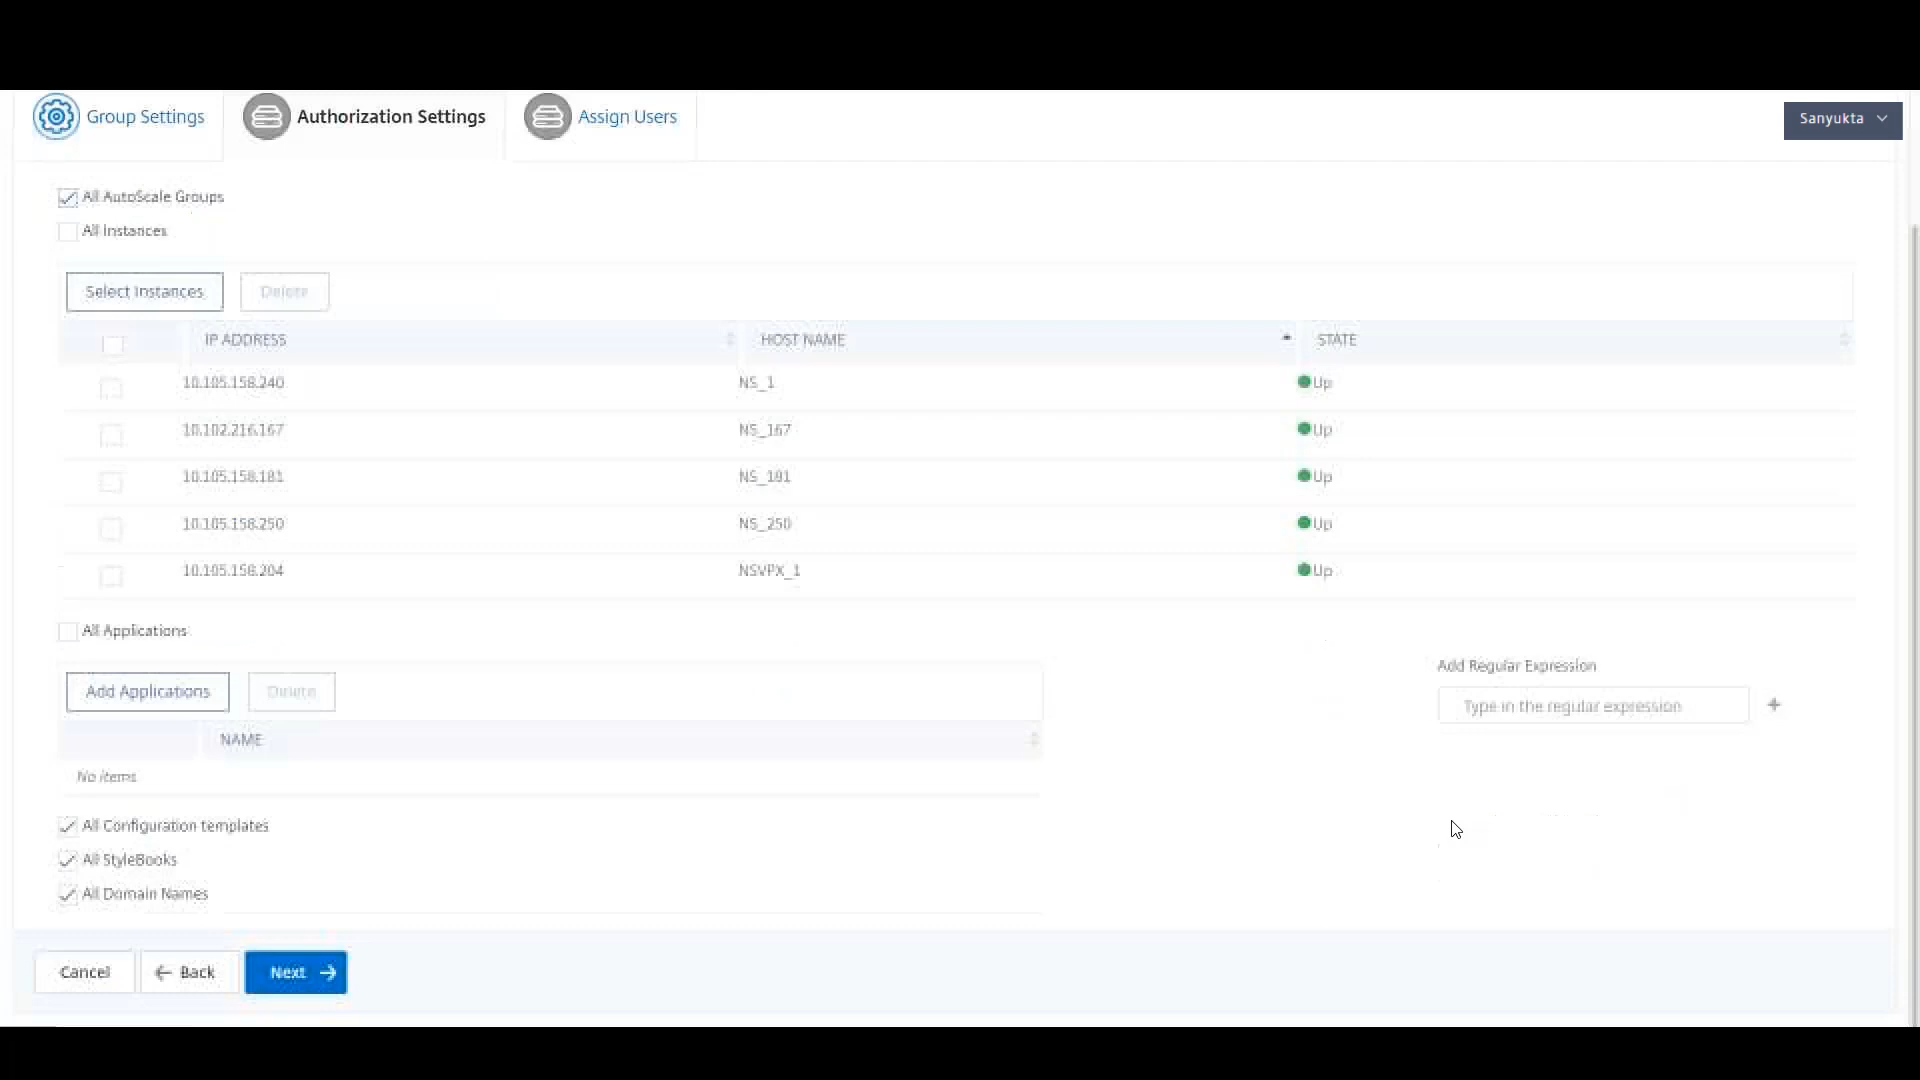 Group Settings Authorization Settings Assign Users Sanyukta
All AutoScale Groups
All Instances
Select Instances Delete
IP ADDRESS HOST NAME STATE
10.105.158.240 NS_1 Up
10.102.216.167 NS_167 Up
10.105.158.181 NS_181 Up
10.105.158.250 NS_250 Up
10.105.158.204 NSVPX_1 Up
All Applications
Add Regular Expression
Add Applications Delete Type in the regular expression +
NAME
No items
All Configuration templates
All StyleBooks
All Domain Names
Cancel Back Next